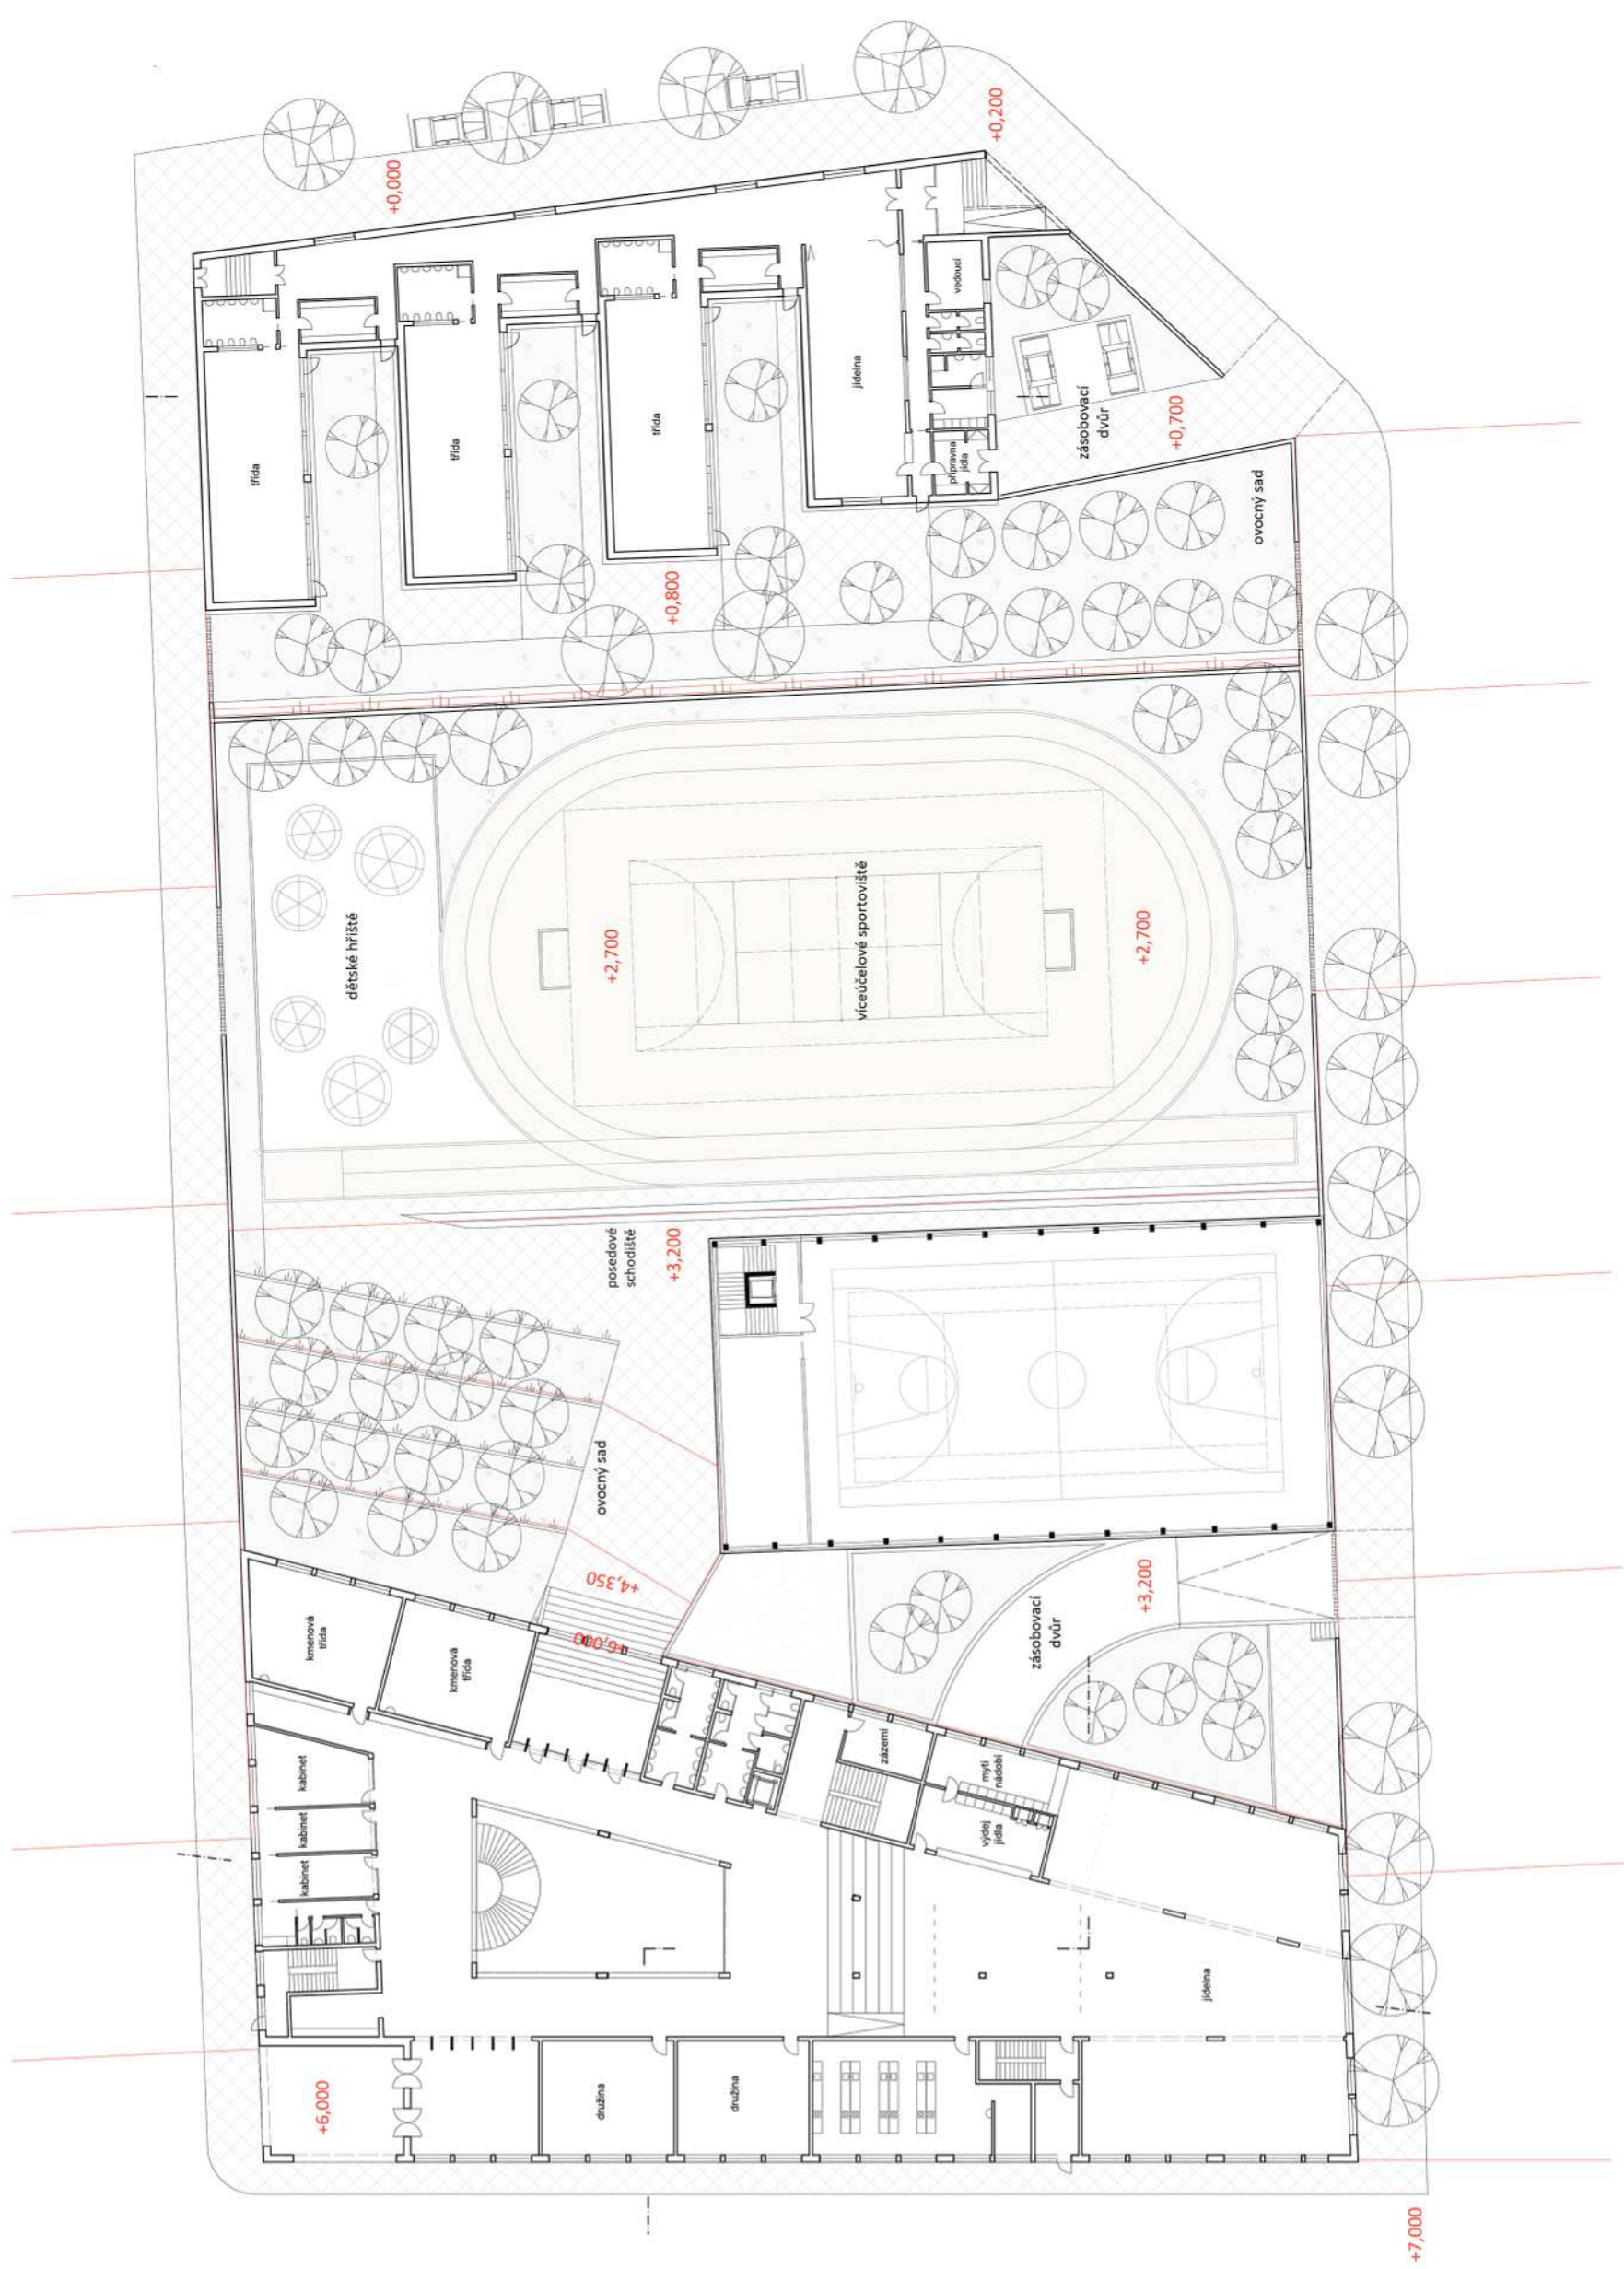 +0,000
+0,200
třída
třída
třída
jídelna
vedoucí
přípravna
jídla
zásobovací
dvůr
+0,700
ovocný sad
+0,800
dětské hřiště
+2,700
víceúčelové sportoviště
+2,700
posedové
schodiště
+3,200
ovocný sad
+4,350
+6,000
zásobovací
dvůr
+3,200
kmenová
třída
kmenová
třída
kabinet
kabinet
kabinet
zázemí
mytí
nádobí
výdej
jídla
jídelna
+6,000
družina
družina
+7,000